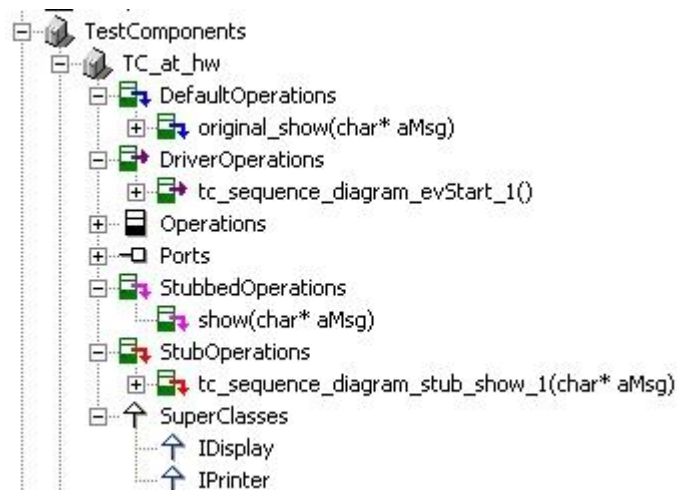 TestComponents
TC_at_hw
DefaultOperations
original_show(char* aMsg)
DriverOperations
tc_sequence_diagram_evStart_1()
Operations
Ports
StubbedOperations
show(char* aMsg)
StubOperations
tc_sequence_diagram_stub_show_1(char* aMsg)
SuperClasses
IDisplay
IPrinter